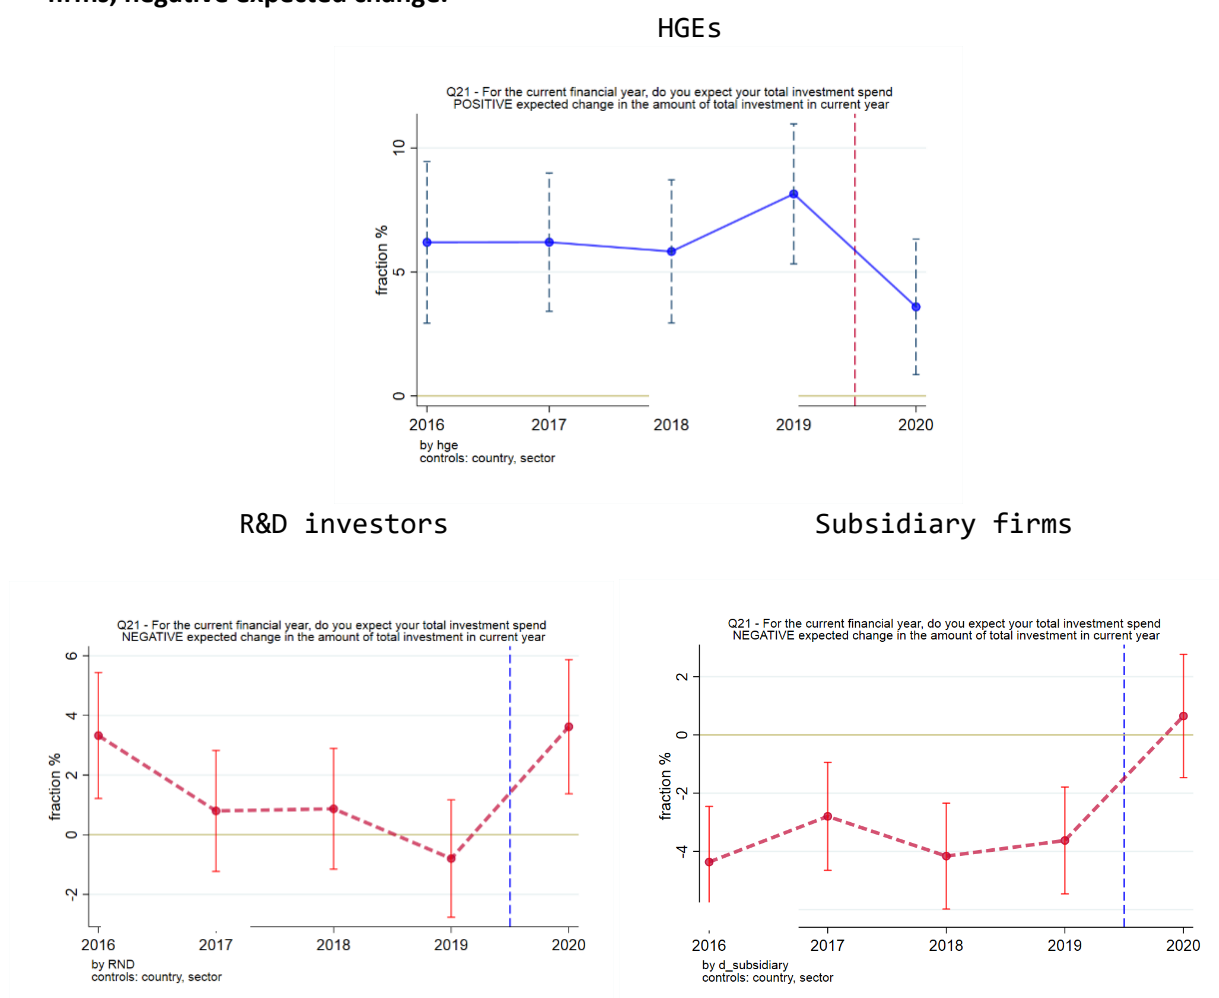 firms, negative expected change.
HGEs
Q21 - For the current financial year, do you expect your total investment spend
POSITIVE expected change in the amount of total investment in current year
10
5
0
fraction %
2016 2017 2018 2019 2020
by hge
controls: country, sector
R&D investors
Q21 - For the current financial year, do you expect your total investment spend
NEGATIVE expected change in the amount of total investment in current year
6
4
2
0
-2
fraction %
2016 2017 2018 2019 2020
by RND
controls: country, sector
Subsidiary firms
Q21 - For the current financial year, do you expect your total investment spend
NEGATIVE expected change in the amount of total investment in current year
2
0
-2
-4
fraction %
2016 2017 2018 2019 2020
by d_subsidiary
controls: country, sector